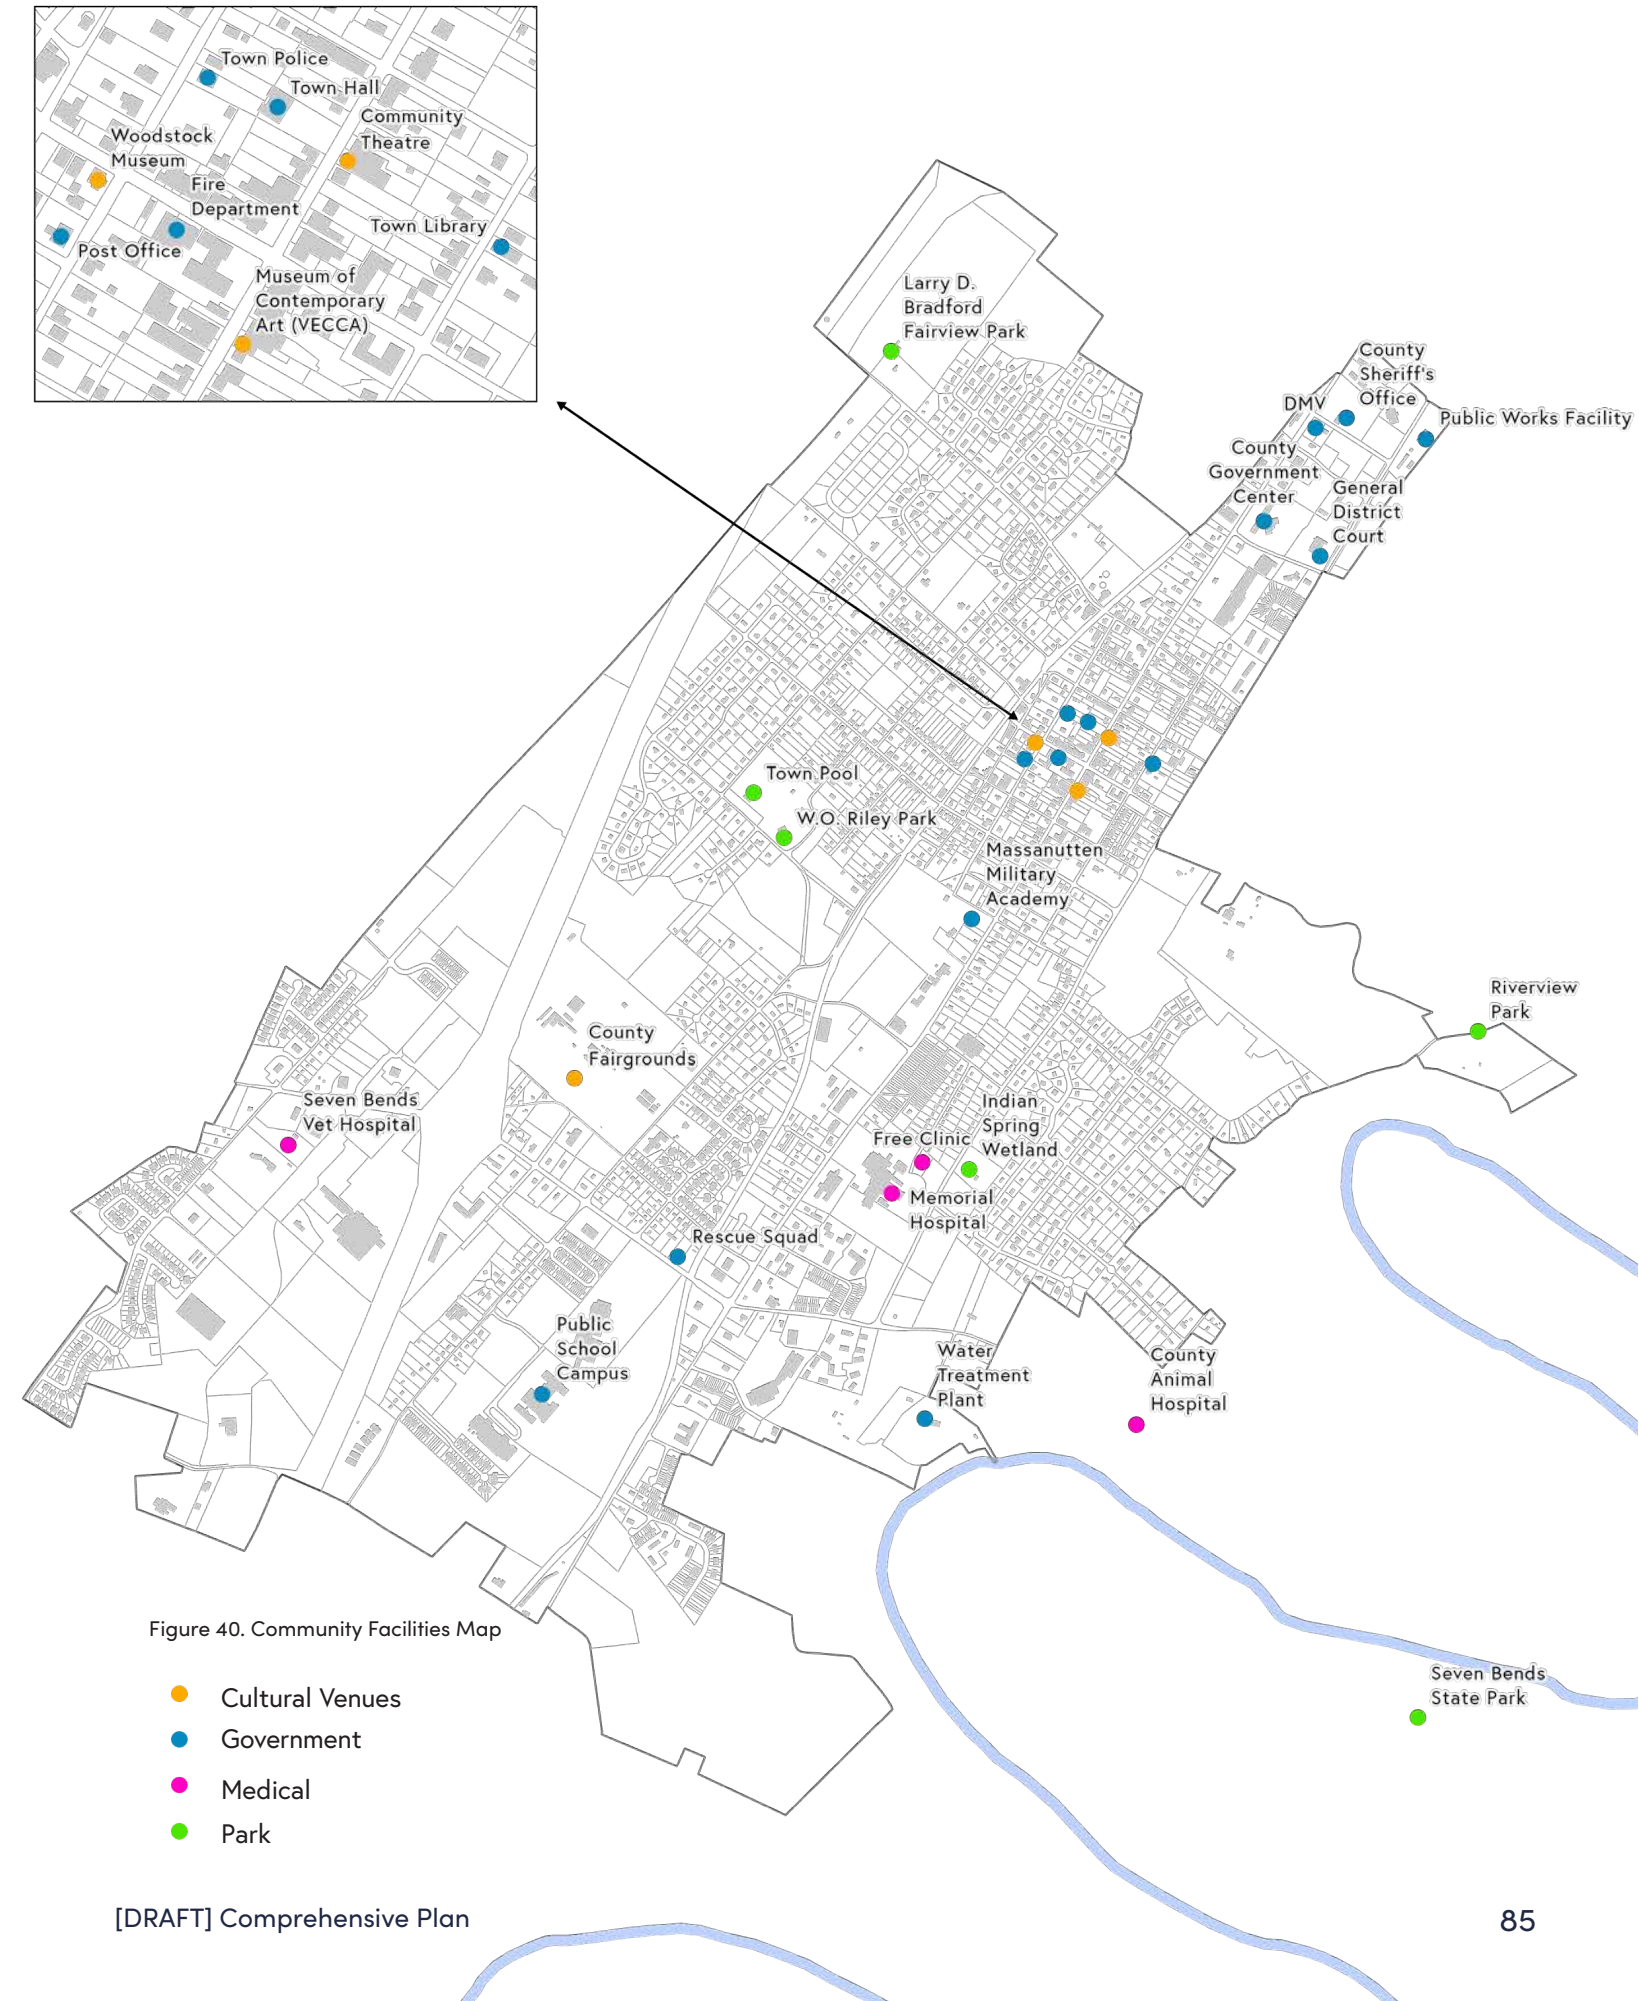 Town Police
Town Hall
Community
Theatre
Woodstock
Museum
Fire
Department
Town Library
Post Office
Museum of
Contemporary
Art (VECCA)
Larry D.
Bradford
Fairview Park
County
Sheriff's
Office
DMV
Public Works Facility
County
Government
Center
General
District
Court
Town Pool
W.O. Riley Park
Massanutten
Military
Academy
Riverview
Park
County
Fairgrounds
Seven Bends
Vet Hospital
Indian
Spring
Wetland
Free Clinic
Memorial
Hospital
Rescue Squad
Public
School
Campus
Water
Treatment
Plant
County
Animal
Hospital
Seven Bends
State Park
Figure 40. Community Facilities Map
Cultural Venues
Government
Medical
Park
[DRAFT] Comprehensive Plan
85